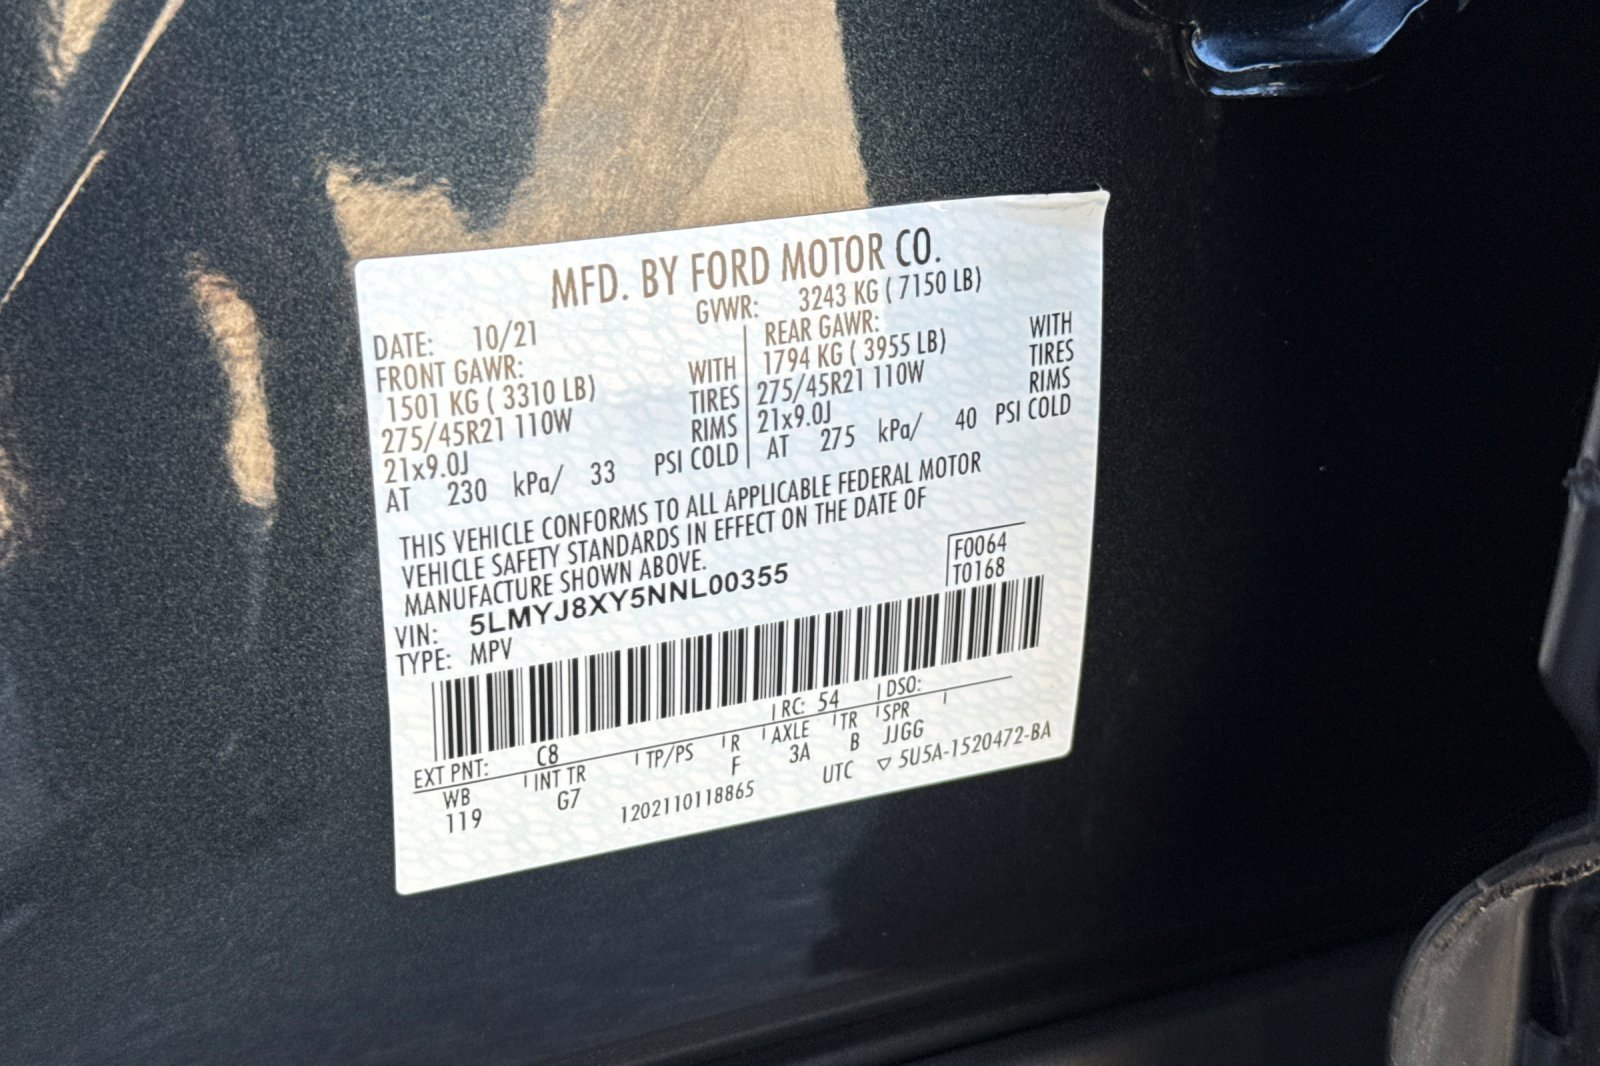 MFD. BY FORD MOTOR CO.
DATE: 10/21 GVWR: 3243 KG ( 7150 LB)
FRONT GAWR:
1501 KG ( 3310 LB) WITH
275/45R21 110W TIRES
21x9.0J RIMS
AT 230 kPa/ 33 PSI COLD
REAR GAWR:
1794 KG ( 3955 LB) WITH
275/45R21 110W TIRES
21x9.0J RIMS
AT 275 kPa/ 40 PSI COLD
THIS VEHICLE CONFORMS TO ALL APPLICABLE FEDERAL MOTOR
VEHICLE SAFETY STANDARDS IN EFFECT ON THE DATE OF
MANUFACTURE SHOWN ABOVE.
VIN: 5LMYJ8XY5NNL00355
F0064
T0168
TYPE: MPV
EXT PNT: C8 RC: 54 DSO:
WB INT TR TP/PS R AXLE TR SPR
119 G7 F 3A B JJGG
1202110118865 UTC ▽ 5U5A-1520472-BA